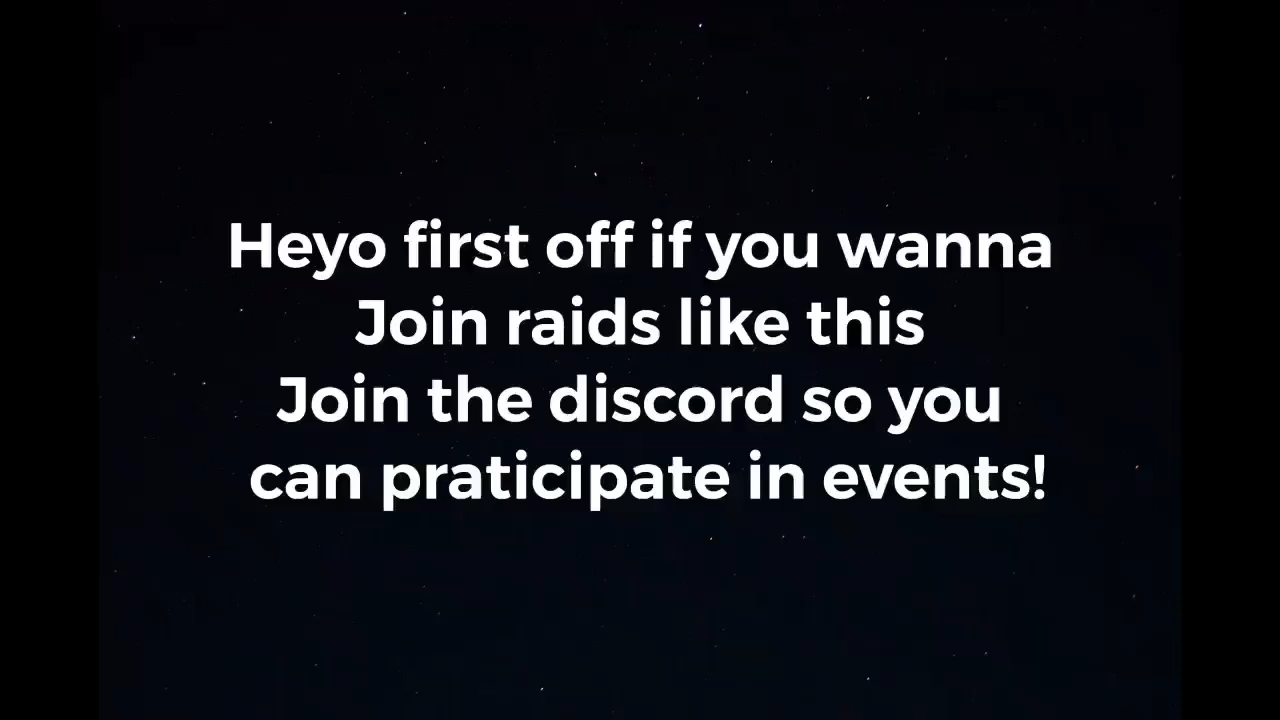 Heyo first off if you wanna
Join raids like this
Join the discord so you
can praticipate in events!